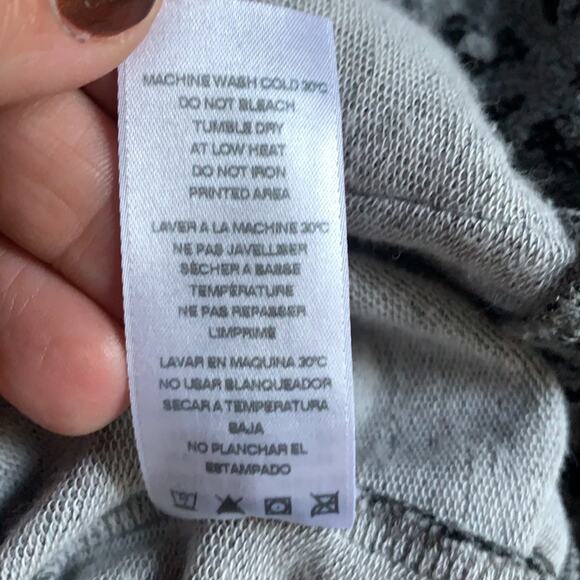 MACHINE WASH COLD 30°C
DO NOT BLEACH
TUMBLE DRY
AT LOW HEAT
DO NOT IRON
PRINTED AREA
LAVER A LA MACHINE 30°C
NE PAS JAVELLISER
SÉCHER A BASSE
TEMPÉRATURE
NE PAS REPASSER
L'IMPRIME
LAVAR EN MAQUINA 30°C
NO USAR BLANQUEADOR
SECAR A TEMPERATURA
BAJA
NO PLANCHAR EL
ESTAMPADO